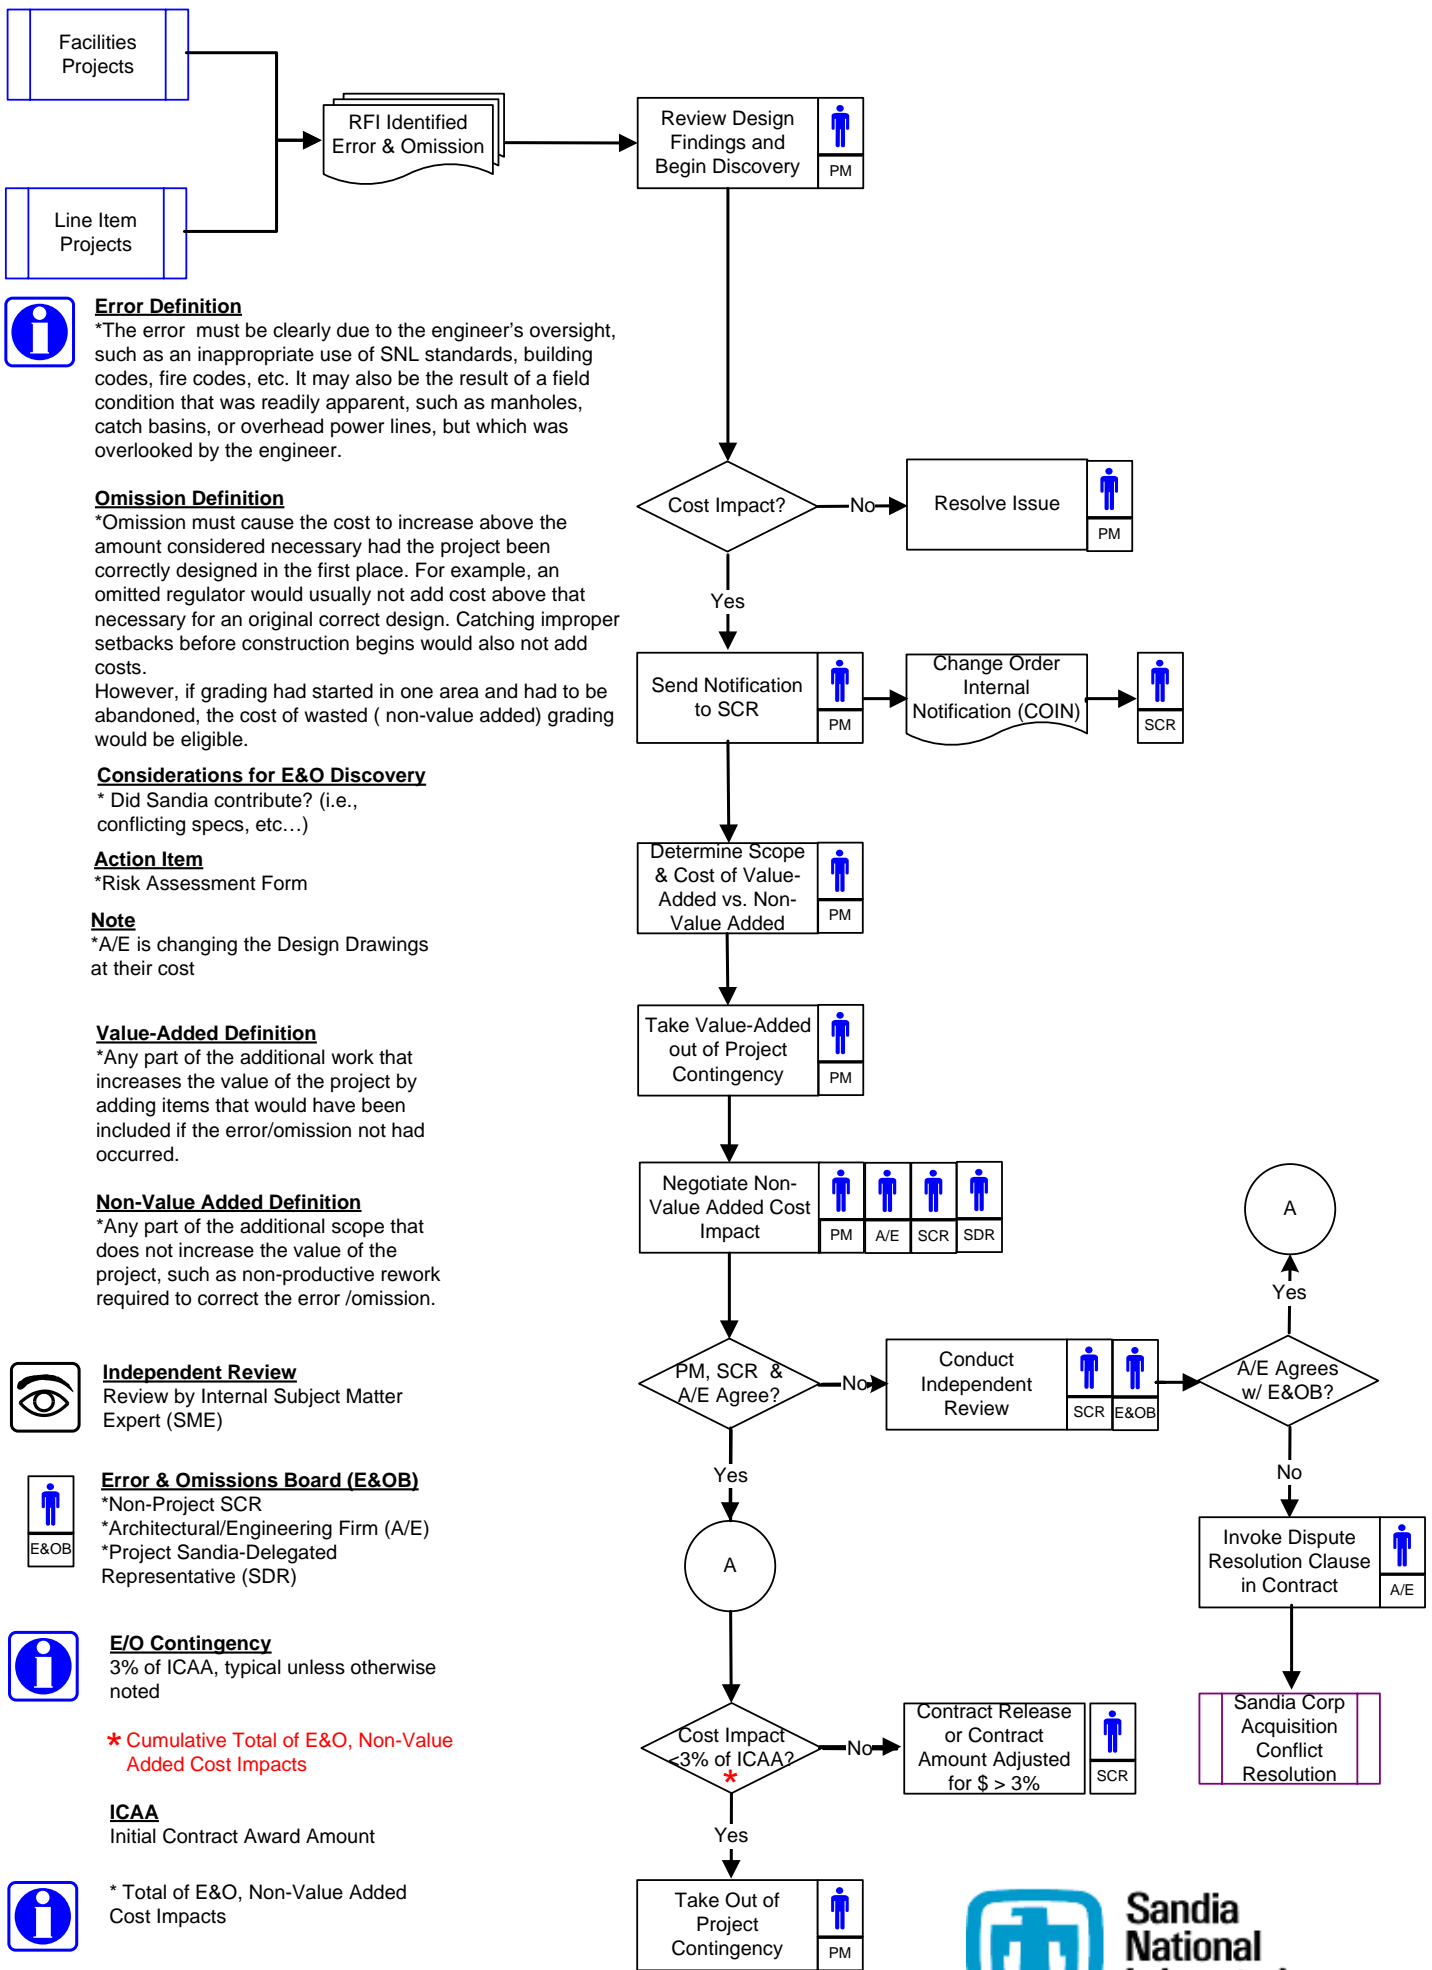 Facilities
Projects
RFI Identified
Error & Omission
Review Design
Findings and
Begin Discovery
PM
Line Item
Projects
Error Definition
*The error  must be clearly due to the engineer's oversight,
such as an inappropriate use of SNL standards, building
codes, fire codes, etc. It may also be the result of a field
condition that was readily apparent, such as manholes,
catch basins, or overhead power lines, but which was
overlooked by the engineer.
Omission Definition
*Omission must cause the cost to increase above the
amount considered necessary had the project been
correctly designed in the first place. For example, an
omitted regulator would usually not add cost above that
necessary for an original correct design. Catching improper
setbacks before construction begins would also not add
costs.
However, if grading had started in one area and had to be
abandoned, the cost of wasted ( non-value added) grading
would be eligible.
Considerations for E&O Discovery
* Did Sandia contribute? (i.e.,
conflicting specs, etc…)
Action Item
*Risk Assessment Form
Note
*A/E is changing the Design Drawings
at their cost
Value-Added Definition
*Any part of the additional work that
increases the value of the project by
adding items that would have been
included if the error/omission not had
occurred.
Non-Value Added Definition
*Any part of the additional scope that
does not increase the value of the
project, such as non-productive rework
required to correct the error /omission.
Independent Review
Review by Internal Subject Matter
Expert (SME)
E&OB
Error & Omissions Board (E&OB)
*Non-Project SCR
*Architectural/Engineering Firm (A/E)
*Project Sandia-Delegated
Representative (SDR)
E/O Contingency
3% of ICAA, typical unless otherwise
noted
* Cumulative Total of E&O, Non-Value
Added Cost Impacts
ICAA
Initial Contract Award Amount
* Total of E&O, Non-Value Added
Cost Impacts
Cost Impact?
No
Resolve Issue
PM
Yes
Send Notification
to SCR
PM
Change Order
Internal
Notification (COIN)
SCR
Determine Scope
& Cost of Value-
Added vs. Non-
Value Added
PM
Take Value-Added
out of Project
Contingency
PM
Negotiate Non-
Value Added Cost
Impact
PM
A/E
SCR
SDR
PM, SCR  &
A/E Agree?
No
Conduct
Independent
Review
SCR
E&OB
A/E Agrees
w/ E&OB?
Yes
A
No
Invoke Dispute
Resolution Clause
in Contract
A/E
Sandia Corp
Acquisition
Conflict
Resolution
Yes
A
Cost Impact
<3% of ICAA?
*
No
Contract Release
or Contract
Amount Adjusted
for $ > 3%
SCR
Yes
Take Out of
Project
Contingency
PM
Sandia
National